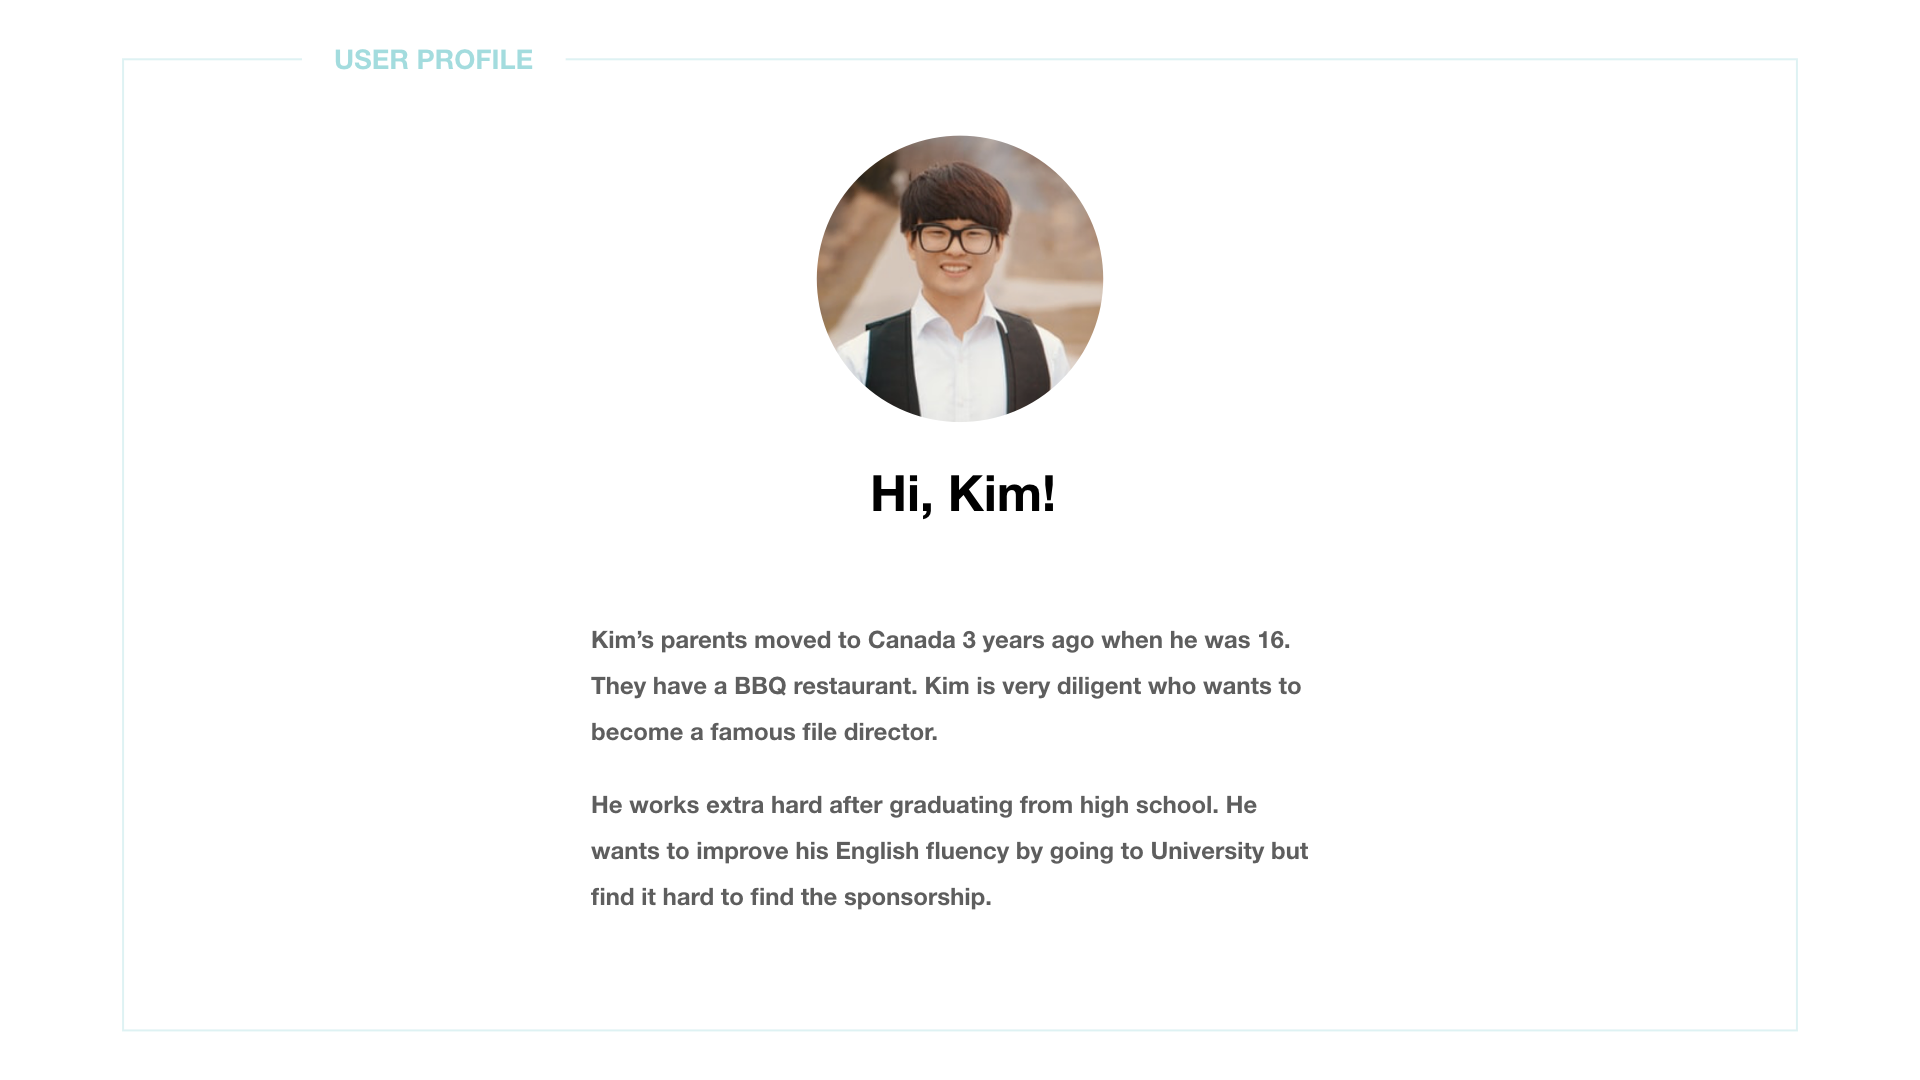 USER PROFILE
Hi, Kim!
Kim’s parents moved to Canada 3 years ago when he was 16.
They have a BBQ restaurant. Kim is very diligent who wants to
become a famous file director.
He works extra hard after graduating from high school. He
wants to improve his English fluency by going to University but
find it hard to find the sponsorship.